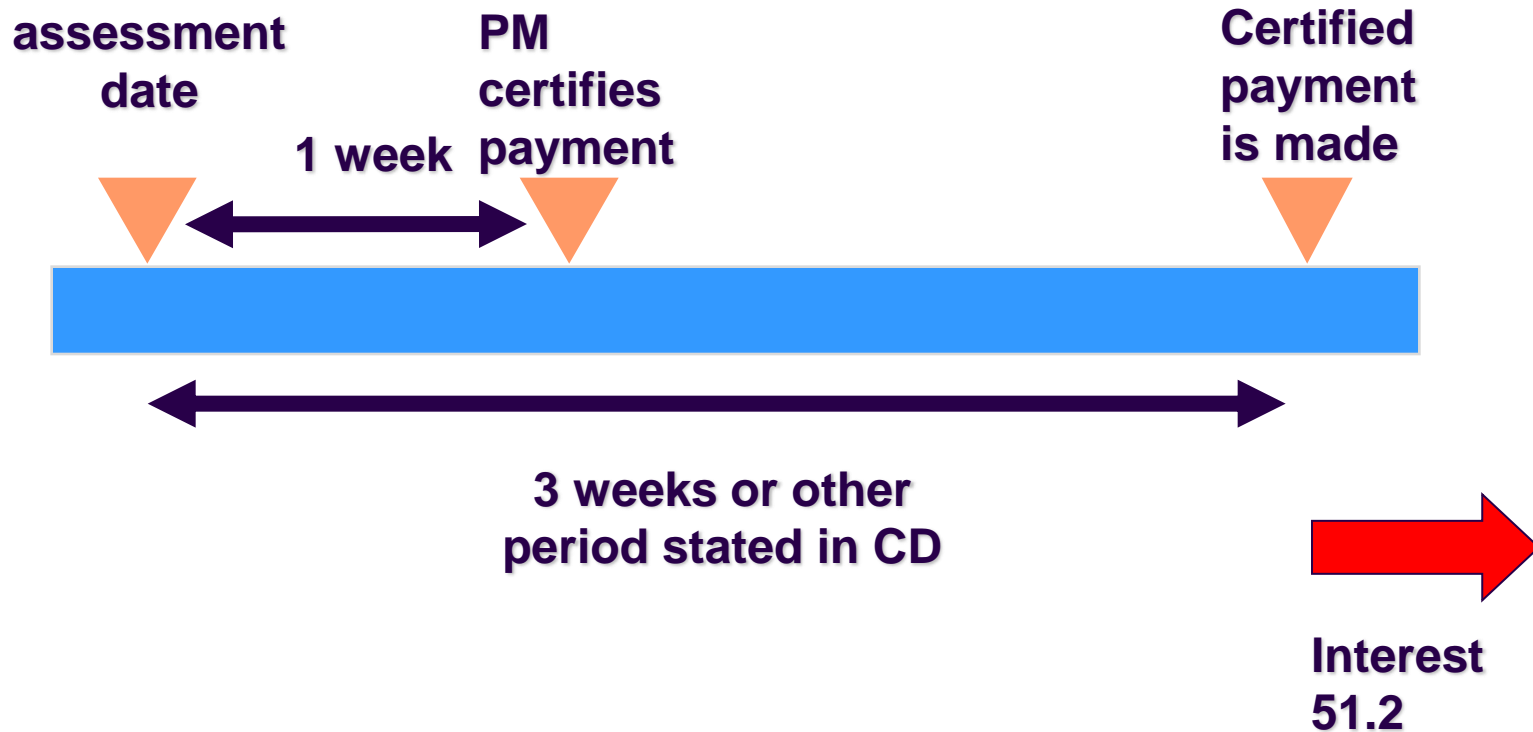 assessment
date
1 week
PM
certifies
payment
Certified
payment
is made
3 weeks or other
period stated in CD
Interest
51.2